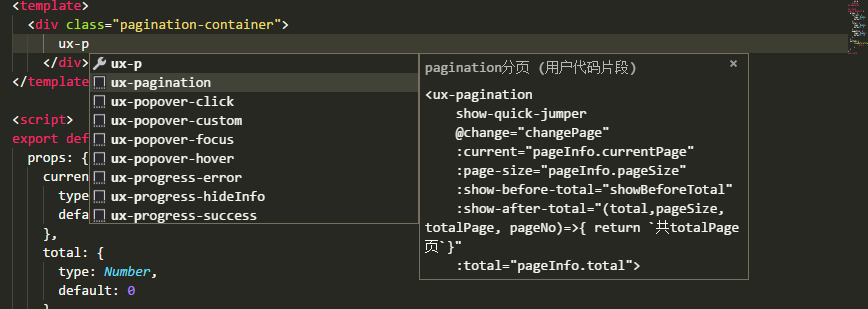 <template>
<div class="pagination-container">
ux-p
</div>
</template
<script>
export def
props: {
curren
type
defa
},
total: {
type: Number,
default: 0
ux-p
ux-pagination
ux-popover-click
ux-popover-custom
ux-popover-focus
ux-popover-hover
ux-progress-error
ux-progress-hideInfo
ux-progress-success
pagination分页 (用户代码片段) ×
<ux-pagination
show-quick-jumper
@change="changePage"
:current="pageInfo.currentPage"
:page-size="pageInfo.pageSize"
:show-before-total="showBeforeTotal"
:show-after-total="(total,pageSize,
totalPage, pageNo)=>{ return `共totalPage
页`}"
:total="pageInfo.total">